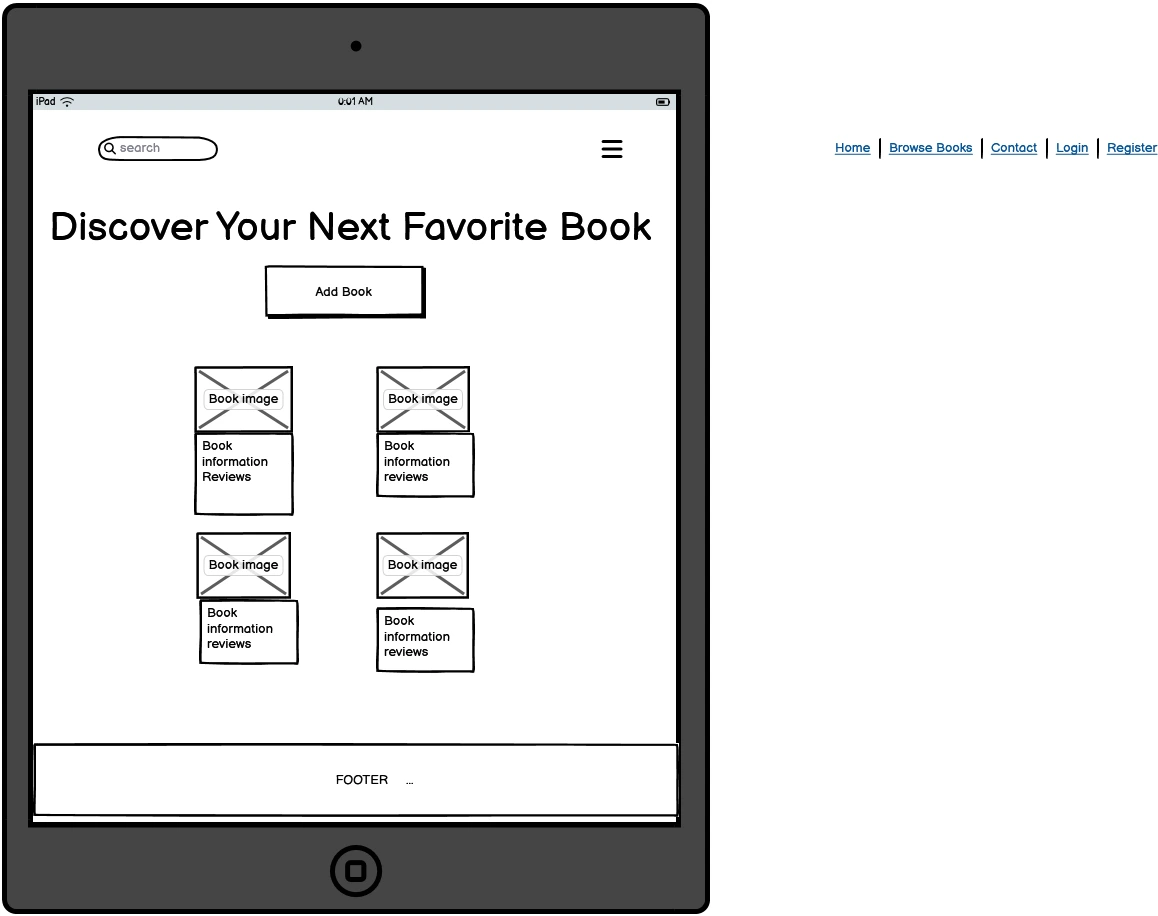 iPad 0:01 AM
search
Home Browse Books Contact Login Register
Discover Your Next Favorite Book
Add Book
Book image
Book image
Book
information
Reviews
Book
information
reviews
Book image
Book image
Book
information
reviews
Book
information
reviews
FOOTER ...